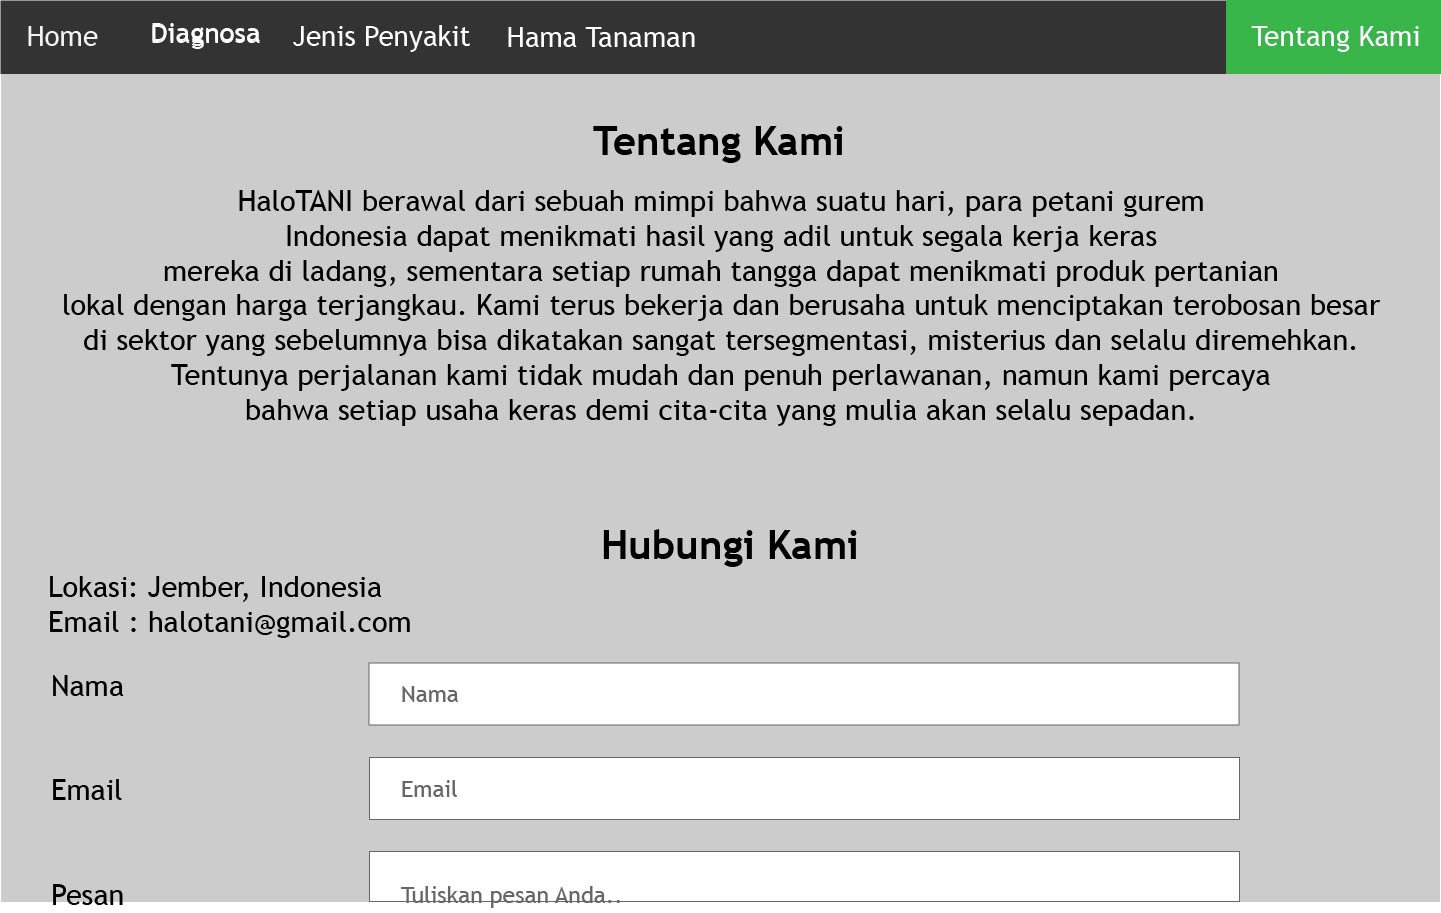 Home Diagnosa Jenis Penyakit Hama Tanaman Tentang Kami
Tentang Kami
HaloTANI berawal dari sebuah mimpi bahwa suatu hari, para petani gurem
Indonesia dapat menikmati hasil yang adil untuk segala kerja keras
mereka di ladang, sementara setiap rumah tangga dapat menikmati produk pertanian
lokal dengan harga terjangkau. Kami terus bekerja dan berusaha untuk menciptakan terobosan besar
di sektor yang sebelumnya bisa dikatakan sangat tersegmentasi, misterius dan selalu diremehkan.
Tentunya perjalanan kami tidak mudah dan penuh perlawanan, namun kami percaya
bahwa setiap usaha keras demi cita-cita yang mulia akan selalu sepadan.
Hubungi Kami
Lokasi: Jember, Indonesia
Email : halotani@gmail.com
Nama Nama
Email Email
Pesan Tuliskan pesan Anda..